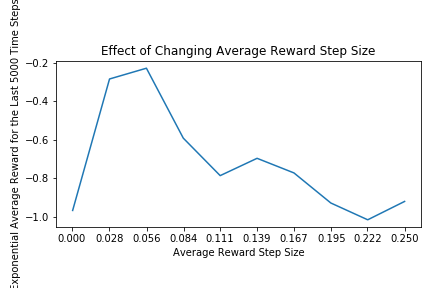 Effect of Changing Average Reward Step Size
Exponential Average Reward for the Last 5000 Time Steps
−0.2
−0.4
−0.6
−0.8
−1.0
0.000 0.028 0.056 0.084 0.111 0.139 0.167 0.195 0.222 0.250
Average Reward Step Size